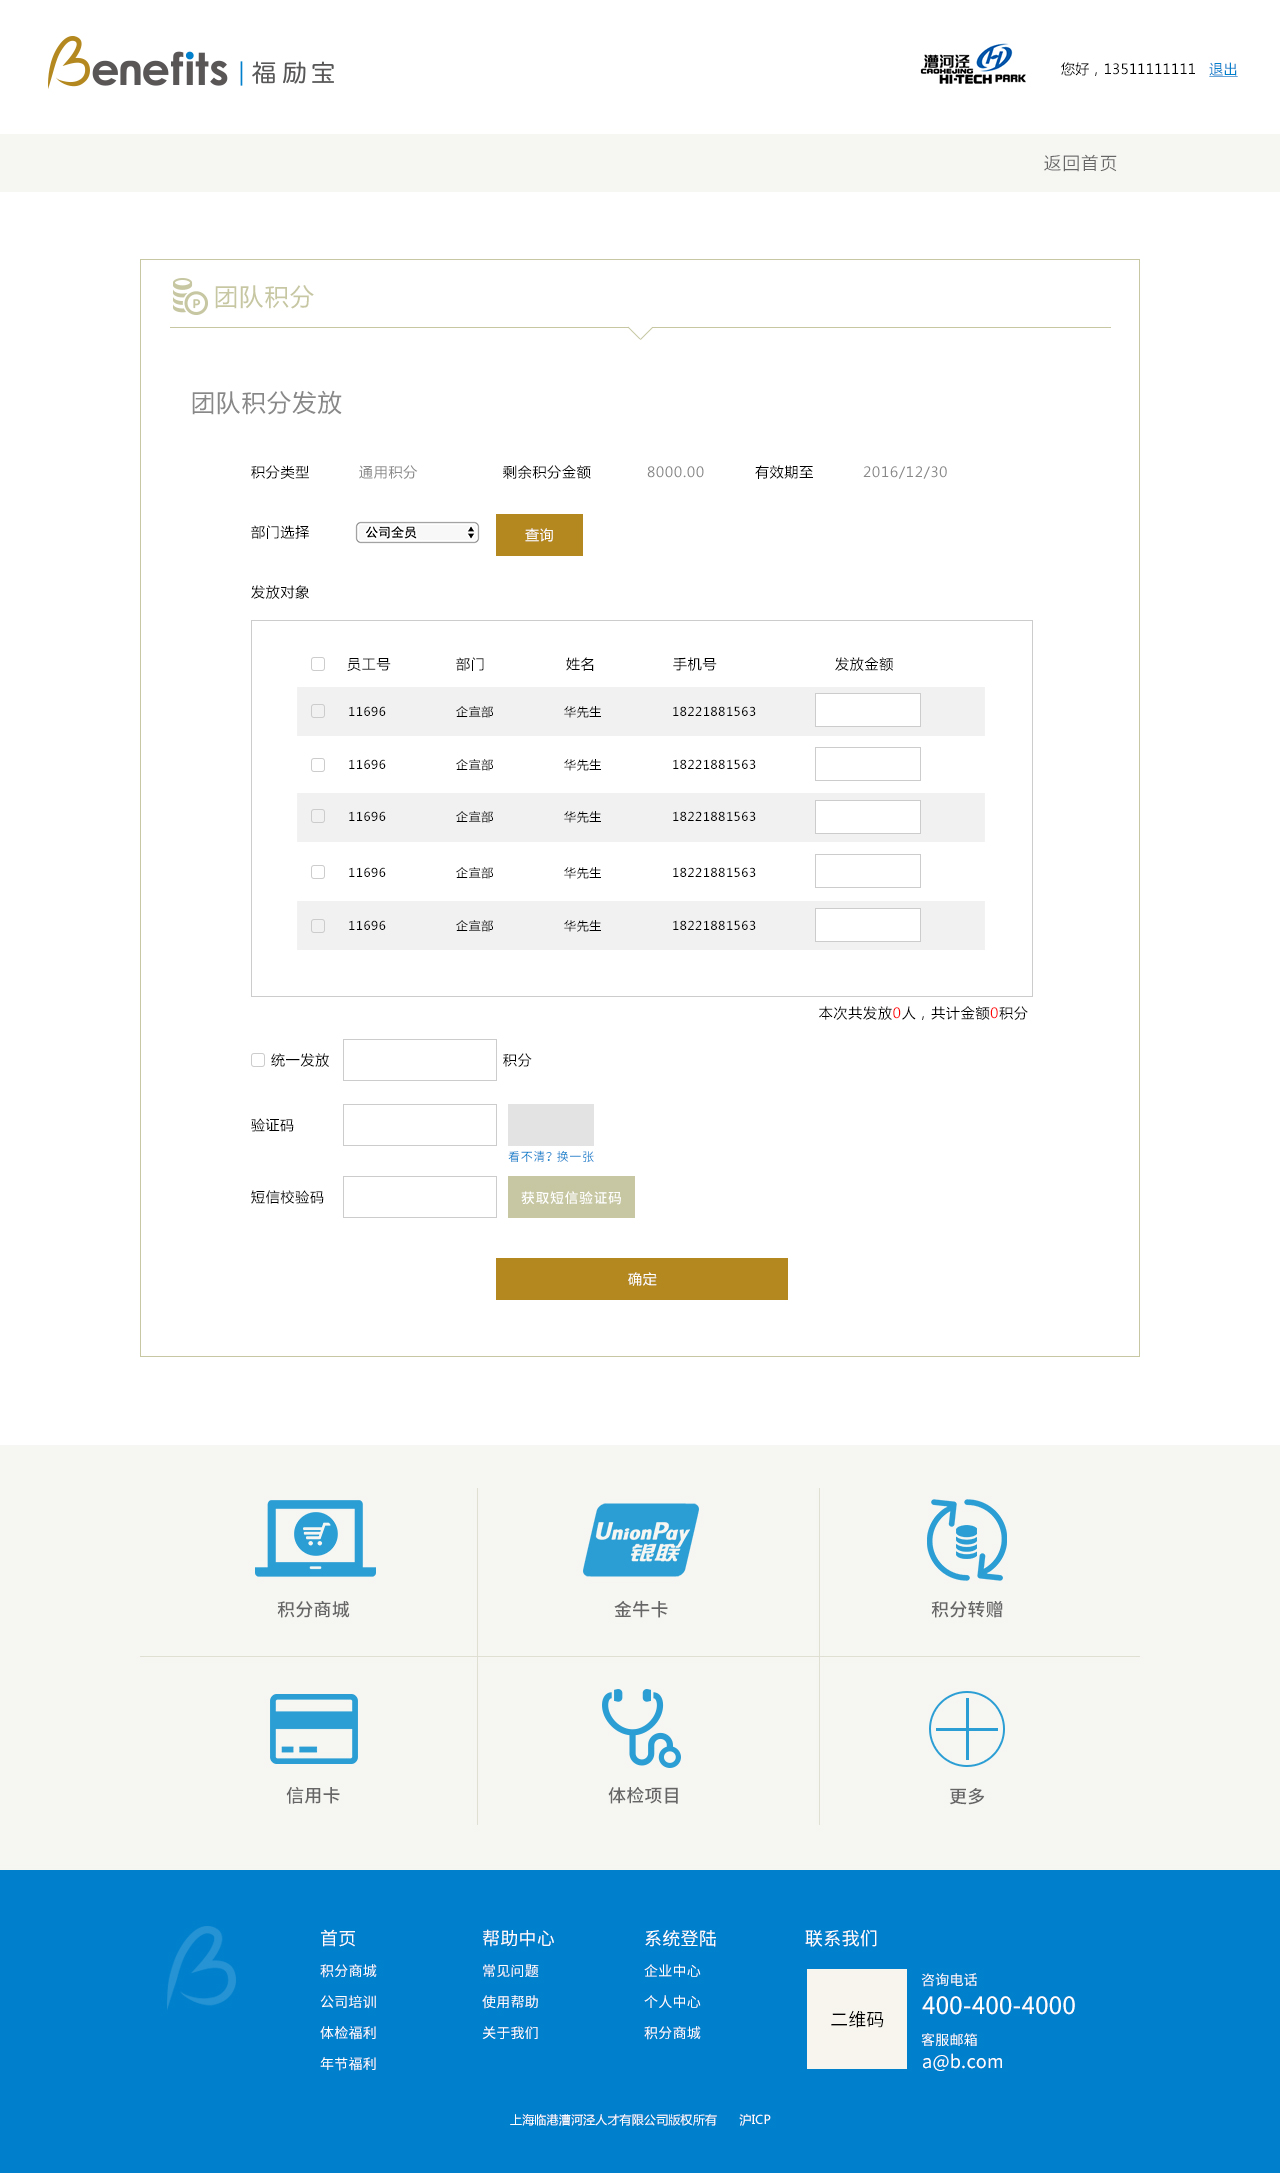 Benefits | 福励宝
漕河泾
CAOHEJING
HI-TECH PARK
您好，13511111111 退出
返回首页
P 团队积分
团队积分发放
积分类型 通用积分 剩余积分金额 8000.00 有效期至 2016/12/30
部门选择 公司全员 查询
发放对象
员工号 部门 姓名 手机号 发放金额
11696 企宣部 华先生 18221881563
11696 企宣部 华先生 18221881563
11696 企宣部 华先生 18221881563
11696 企宣部 华先生 18221881563
11696 企宣部 华先生 18221881563
本次共发放0人，共计金额0积分
统一发放 积分
验证码
看不清？换一张
短信校验码 获取短信验证码
确定
UnionPay
银联
积分商城 金牛卡 积分转赠
信用卡 体检项目 更多
首页 帮助中心 系统登陆 联系我们
积分商城 常见问题 企业中心
公司培训 使用帮助 个人中心
体检福利 关于我们 积分商城
年节福利
二维码
咨询电话
400-400-4000
客服邮箱
a@b.com
上海临港漕河泾人才有限公司版权所有 沪ICP